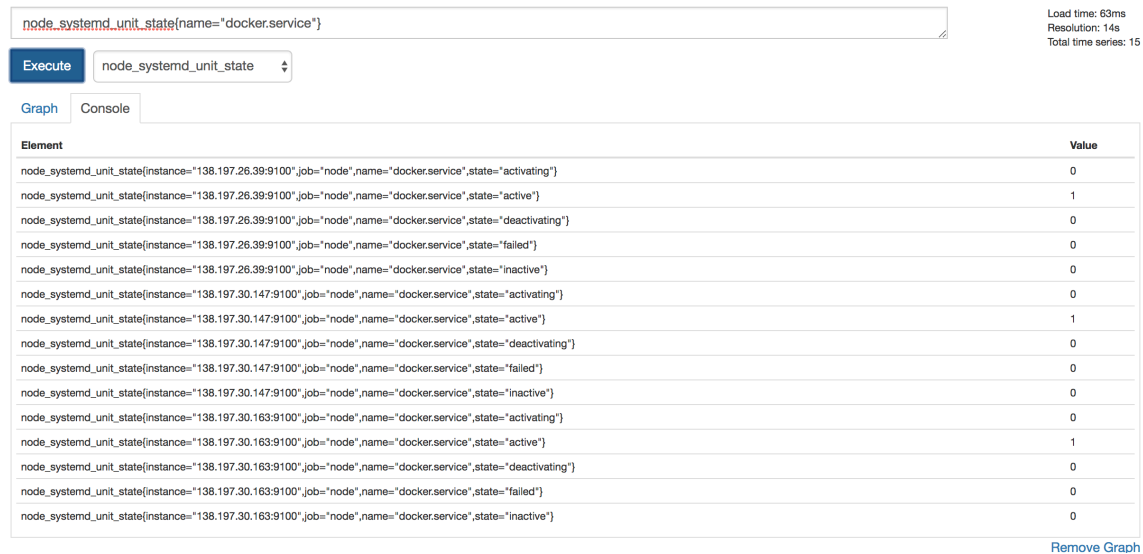 node_systemd_unit_state{name="docker.service"}
Load time: 63ms
Resolution: 14s
Total time series: 15
Execute
node_systemd_unit_state
Graph
Console
Element Value
node_systemd_unit_state{instance="138.197.26.39:9100",job="node",name="docker.service",state="activating"} 0
node_systemd_unit_state{instance="138.197.26.39:9100",job="node",name="docker.service",state="active"} 1
node_systemd_unit_state{instance="138.197.26.39:9100",job="node",name="docker.service",state="deactivating"} 0
node_systemd_unit_state{instance="138.197.26.39:9100",job="node",name="docker.service",state="failed"} 0
node_systemd_unit_state{instance="138.197.26.39:9100",job="node",name="docker.service",state="inactive"} 0
node_systemd_unit_state{instance="138.197.30.147:9100",job="node",name="docker.service",state="activating"} 0
node_systemd_unit_state{instance="138.197.30.147:9100",job="node",name="docker.service",state="active"} 1
node_systemd_unit_state{instance="138.197.30.147:9100",job="node",name="docker.service",state="deactivating"} 0
node_systemd_unit_state{instance="138.197.30.147:9100",job="node",name="docker.service",state="failed"} 0
node_systemd_unit_state{instance="138.197.30.147:9100",job="node",name="docker.service",state="inactive"} 0
node_systemd_unit_state{instance="138.197.30.163:9100",job="node",name="docker.service",state="activating"} 0
node_systemd_unit_state{instance="138.197.30.163:9100",job="node",name="docker.service",state="active"} 1
node_systemd_unit_state{instance="138.197.30.163:9100",job="node",name="docker.service",state="deactivating"} 0
node_systemd_unit_state{instance="138.197.30.163:9100",job="node",name="docker.service",state="failed"} 0
node_systemd_unit_state{instance="138.197.30.163:9100",job="node",name="docker.service",state="inactive"} 0
Remove Graph